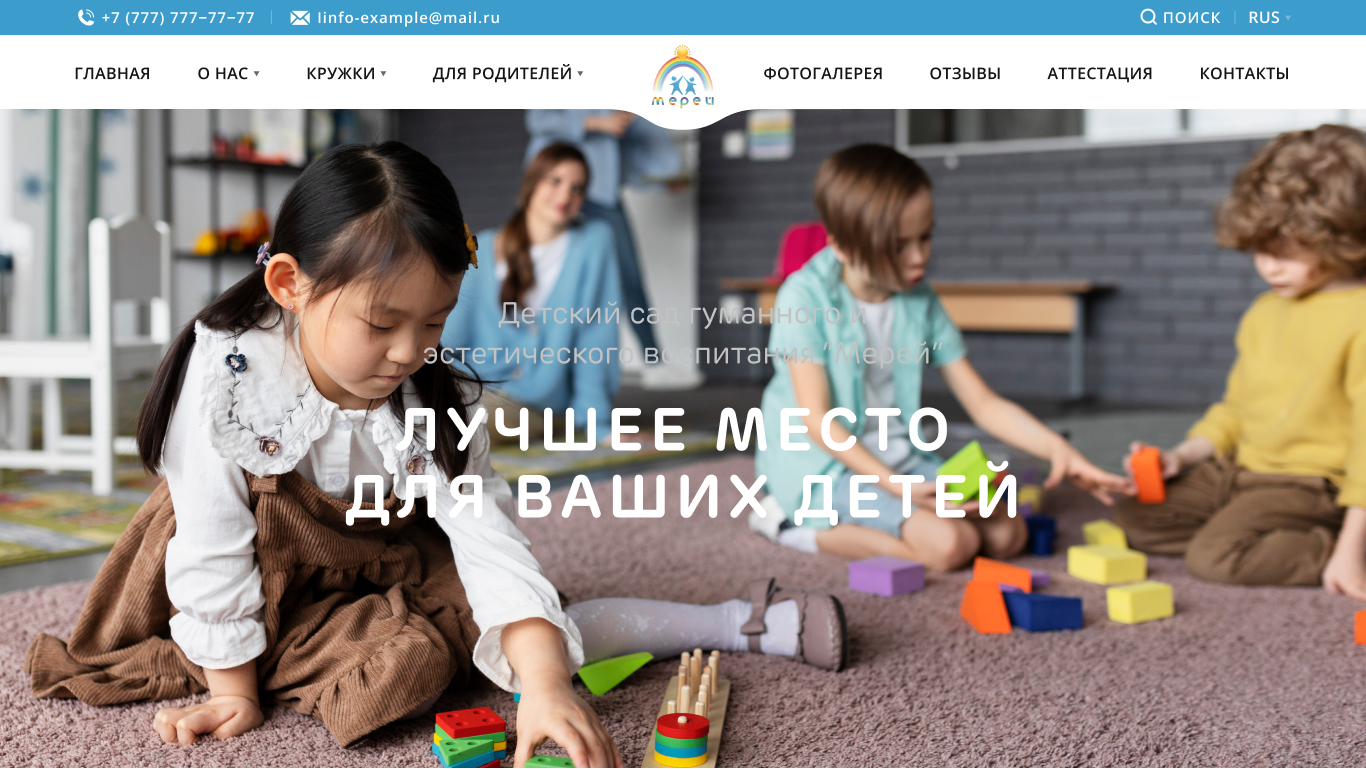 +7 (777) 777-77-77
Iinfo-example@mail.ru
ПОИСК
RUS
ГЛАВНАЯ
О НАС
КРУЖКИ
ДЛЯ РОДИТЕЛЕЙ
мерей
ФОТОГАЛЕРЕЯ
ОТЗЫВЫ
АТТЕСТАЦИЯ
КОНТАКТЫ
Детский сад гуманного и
эстетического воспитания “Мерей”
ЛУЧШЕЕ МЕСТО
ДЛЯ ВАШИХ ДЕТЕЙ